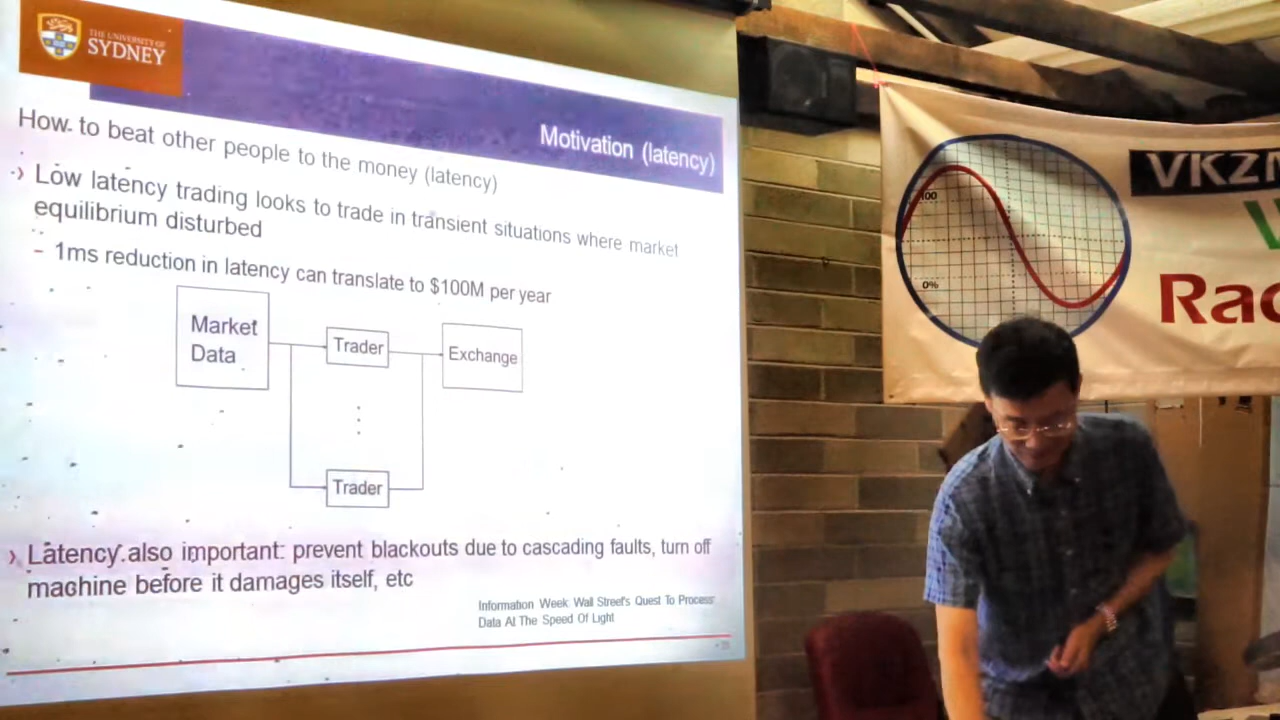 THE UNIVERSITY OF
SYDNEY
Motivation (latency)
How to beat other people to the money (latency)
› Low latency trading looks to trade in transient situations where market
equilibrium disturbed
- 1ms reduction in latency can translate to $100M per year
Market
Data
Trader
Exchange
Trader
› Latency also important: prevent blackouts due to cascading faults, turn off
machine before it damages itself, etc
Information Week: Wall Street's Quest To Process
Data At The Speed Of Light
100
0%
VK2M
W
Rad